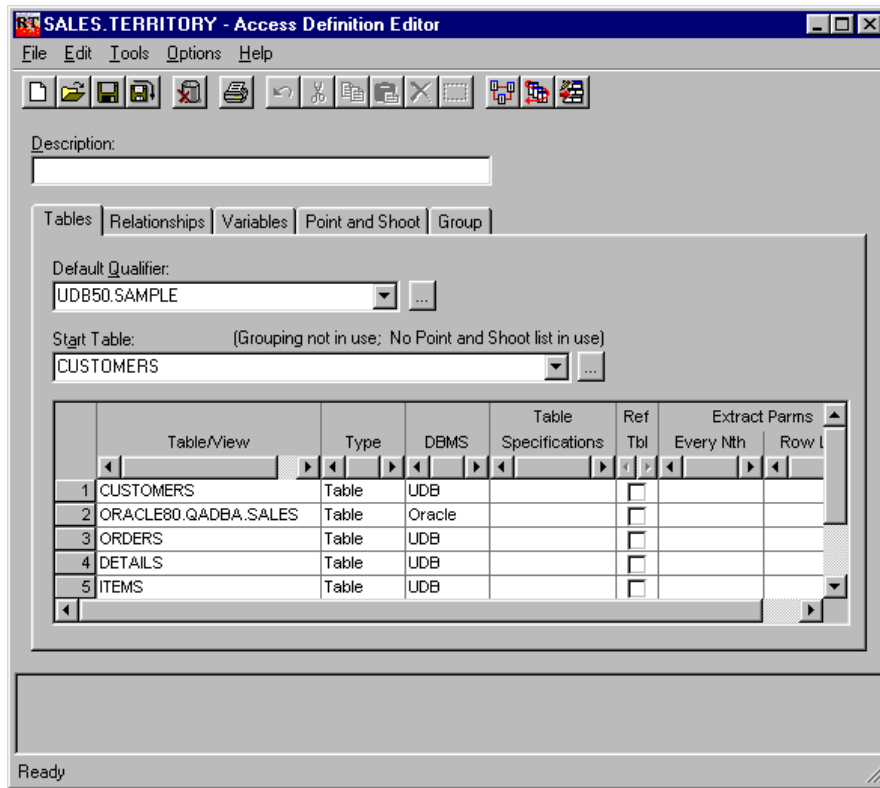 RT SALES.TERRITORY - Access Definition Editor
File Edit Tools Options Help
Description:
Tables Relationships Variables Point and Shoot Group
Default Qualifier:
UDB50.SAMPLE ...
Start Table: (Grouping not in use; No Point and Shoot list in use)
CUSTOMERS ...
Table Ref Extract Parms
Table/View Type DBMS Specifications Tbl Every Nth Row L
1 CUSTOMERS Table UDB
2 ORACLE80.QADBA.SALES Table Oracle
3 ORDERS Table UDB
4 DETAILS Table UDB
5 ITEMS Table UDB
Ready